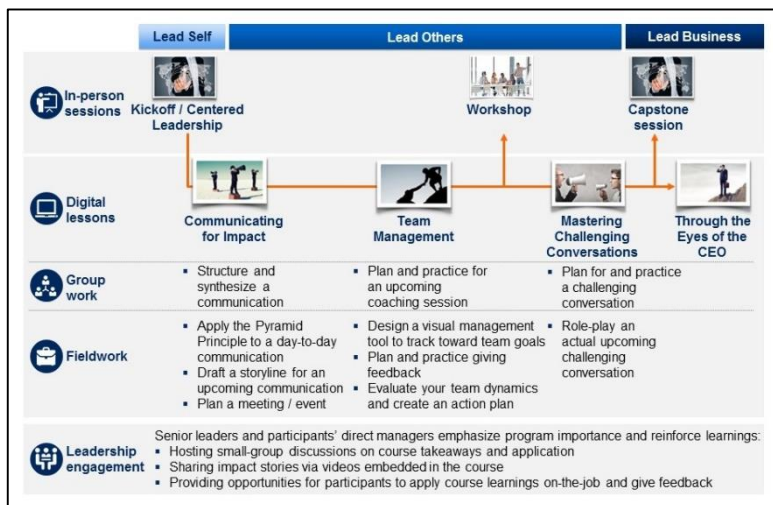 Lead Self
Lead Others
Lead Business
In-person
sessions
Kickoff / Centered
Leadership
Workshop
Capstone
session
Digital
lessons
Communicating
for Impact
Team
Management
Mastering
Challenging
Conversations
Through the
Eyes of the
CEO
Group
work
▪ Structure and
synthesize a
communication
▪ Plan and practice for
an upcoming
coaching session
▪ Plan for and practice
a challenging
conversation
Fieldwork
▪ Apply the Pyramid
Principle to a day-to-day
communication
▪ Draft a storyline for an
upcoming communication
▪ Plan a meeting / event
▪ Design a visual management
tool to track toward team goals
▪ Plan and practice giving
feedback
▪ Evaluate your team dynamics
and create an action plan
▪ Role-play an
actual upcoming
challenging
conversation
Leadership
engagement
Senior leaders and participants' direct managers emphasize program importance and reinforce learnings:
▪ Hosting small-group discussions on course takeaways and application
▪ Sharing impact stories via videos embedded in the course
▪ Providing opportunities for participants to apply course learnings on-the-job and give feedback